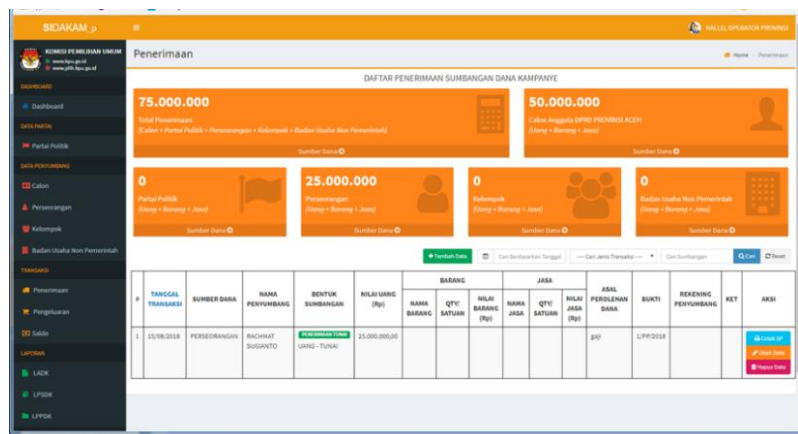 SIDAKAM_p
HALLO, OPERATOR PROVINSI
KOMISI PEMILIHAN UMUM
www.kpu.go.id
www.jdih.kpu.go.id
Penerimaan
Home
Penerimaan
DASHBOARD
Dashboard
DATA PARTAI
Partai Politik
DATA PENYUMBANG
Calon
Perseorangan
Kelompok
Badan Usaha Non Pemerintah
TRANSAKSI
Penerimaan
Pengeluaran
Saldo
LAPORAN
LADK
LPSDK
LPPDK
DAFTAR PENERIMAAN SUMBANGAN DANA KAMPANYE
75.000.000
Total Penerimaan
(Calon + Partai Politik + Perseorangan + Kelompok + Badan Usaha Non Pemerintah)
Sumber Dana
50.000.000
Calon Anggota DPRD PROVINSI ACEH
(Uang + Barang + Jasa)
Sumber Dana
0
Partai Politik
(Uang + Barang + Jasa)
Sumber Dana
25.000.000
Perseorangan
(Uang + Barang + Jasa)
Sumber Dana
0
Kelompok
(Uang + Barang + Jasa)
Sumber Dana
0
Badan Usaha Non Pemerintah
(Uang + Barang + Jasa)
Sumber Dana
+ Tambah Data
Cari Berdasarkan Tanggal
---- Cari Jenis Transaksi ----
Cari Sumbangan
Cari
Reset
BARANG
JASA
#
TANGGAL TRANSAKSI
SUMBER DANA
NAMA PENYUMBANG
BENTUK SUMBANGAN
NILAI UANG (Rp)
NAMA BARANG
QTY/ SATUAN
NILAI BARANG (Rp)
NAMA JASA
QTY/ SATUAN
NILAI JASA (Rp)
ASAL PEROLEHAN DANA
BUKTI
REKENING PENYUMBANG
KET
AKSI
1
15/08/2018
PERSEORANGAN
RACHMAT SUGIANTO
PENERIMAAN TUNAI
UANG - TUNAI
25.000.000,00
gaji
1/PP/2018
Cetak SP
Ubah Data
Hapus Data